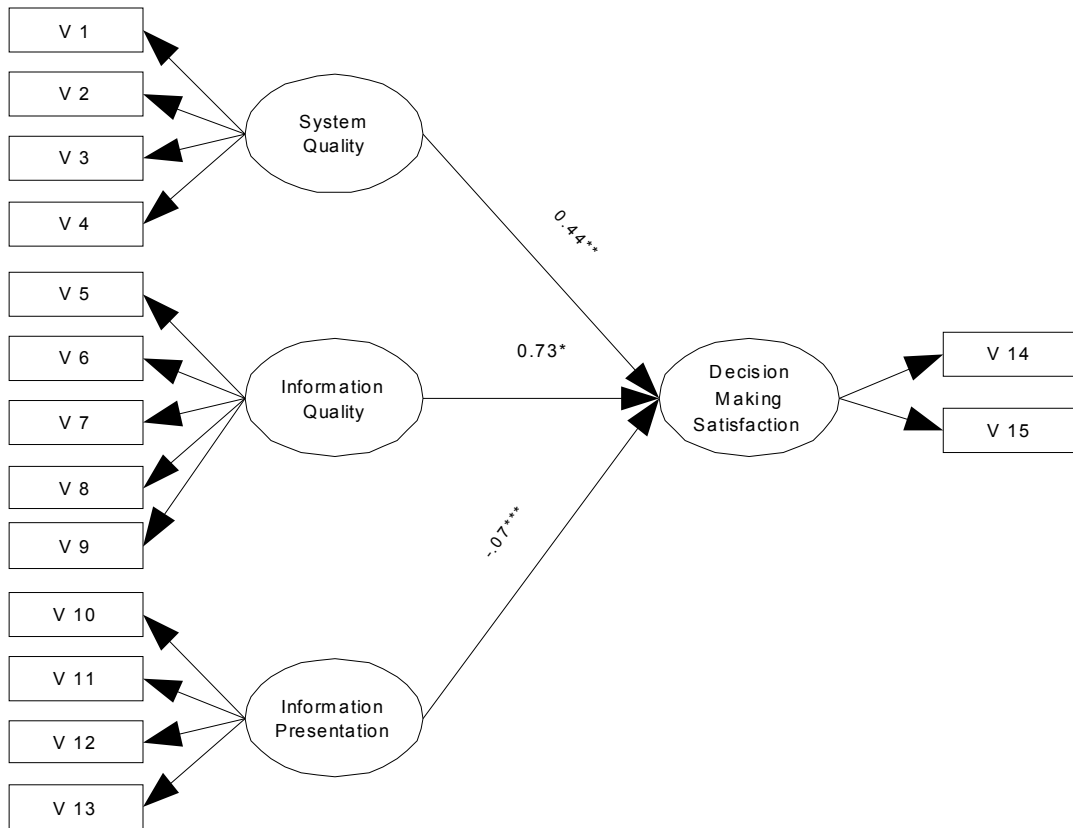 V 1
V 2
V 3
V 4
V 5
V 6
V 7
V 8
V 9
V 10
V 11
V 12
V 13
System
Quality
Information
Quality
Information
Presentation
0.44**
0.73*
-.07***
Decision
Making
Satisfaction
V 14
V 15